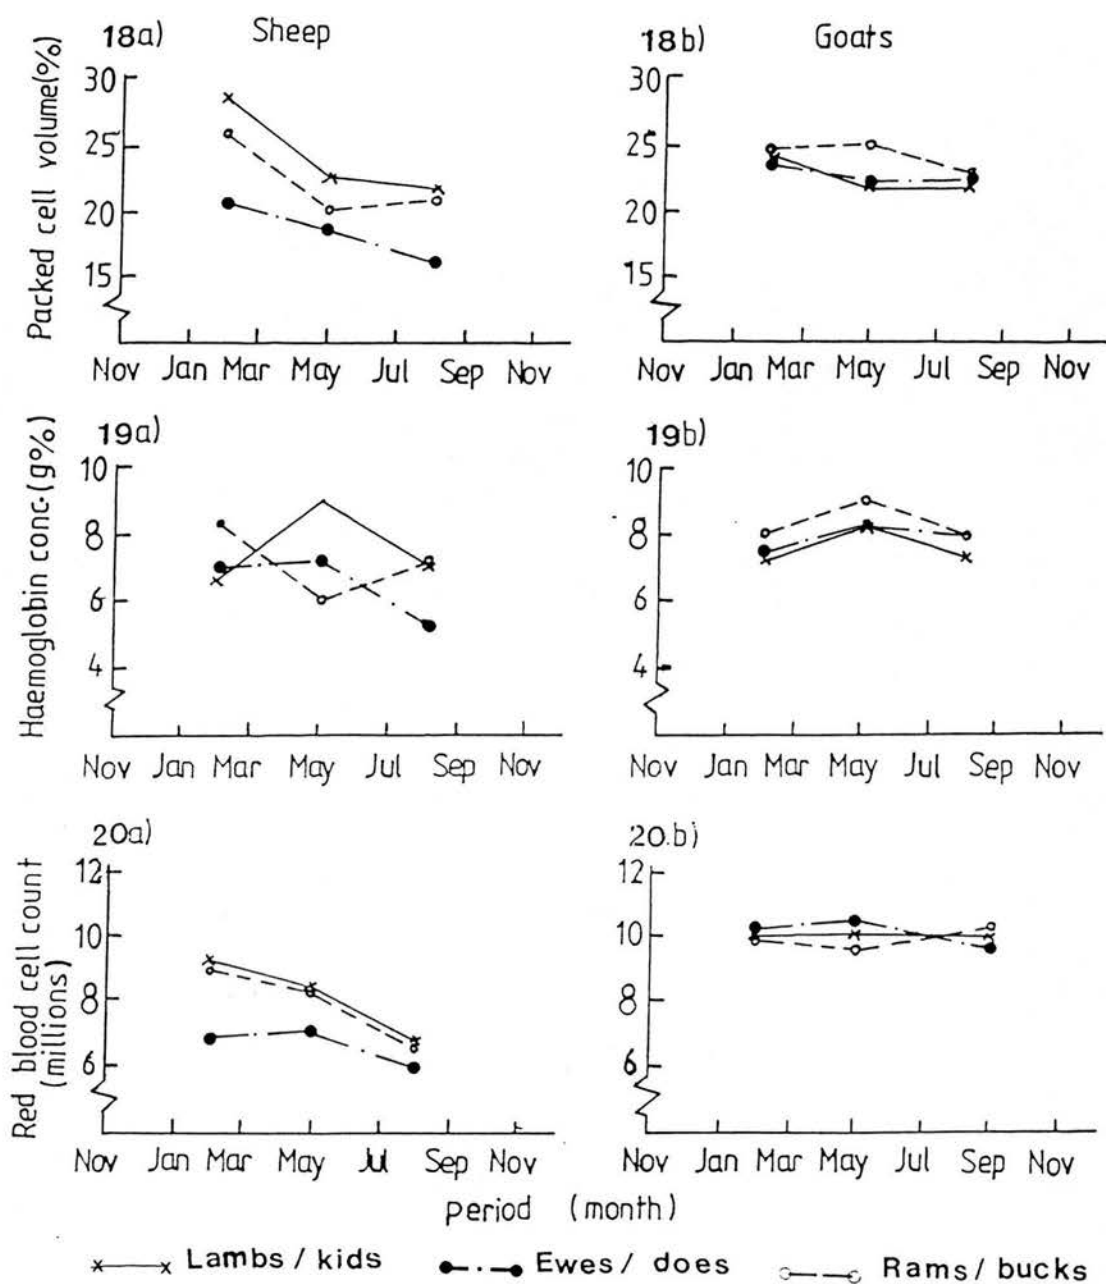 18a) Sheep
18b) Goats
Packed cell volume(%)
30
25
20
15
Nov Jan Mar May Jul Sep Nov
30
25
20
15
Nov Jan Mar May Jul Sep Nov
19a)
19b)
Haemoglobin conc.(g%)
10
8
6
4
Nov Jan Mar May Jul Sep Nov
10
8
6
4
Nov Jan Mar May Jul Sep Nov
20a)
20.b)
Red blood cell count
(millions)
12
10
8
6
Nov Jan Mar May Jul Sep Nov
12
10
8
6
Nov Jan Mar May Jul Sep Nov
period (month)
Lambs / kids Ewes / does Rams / bucks